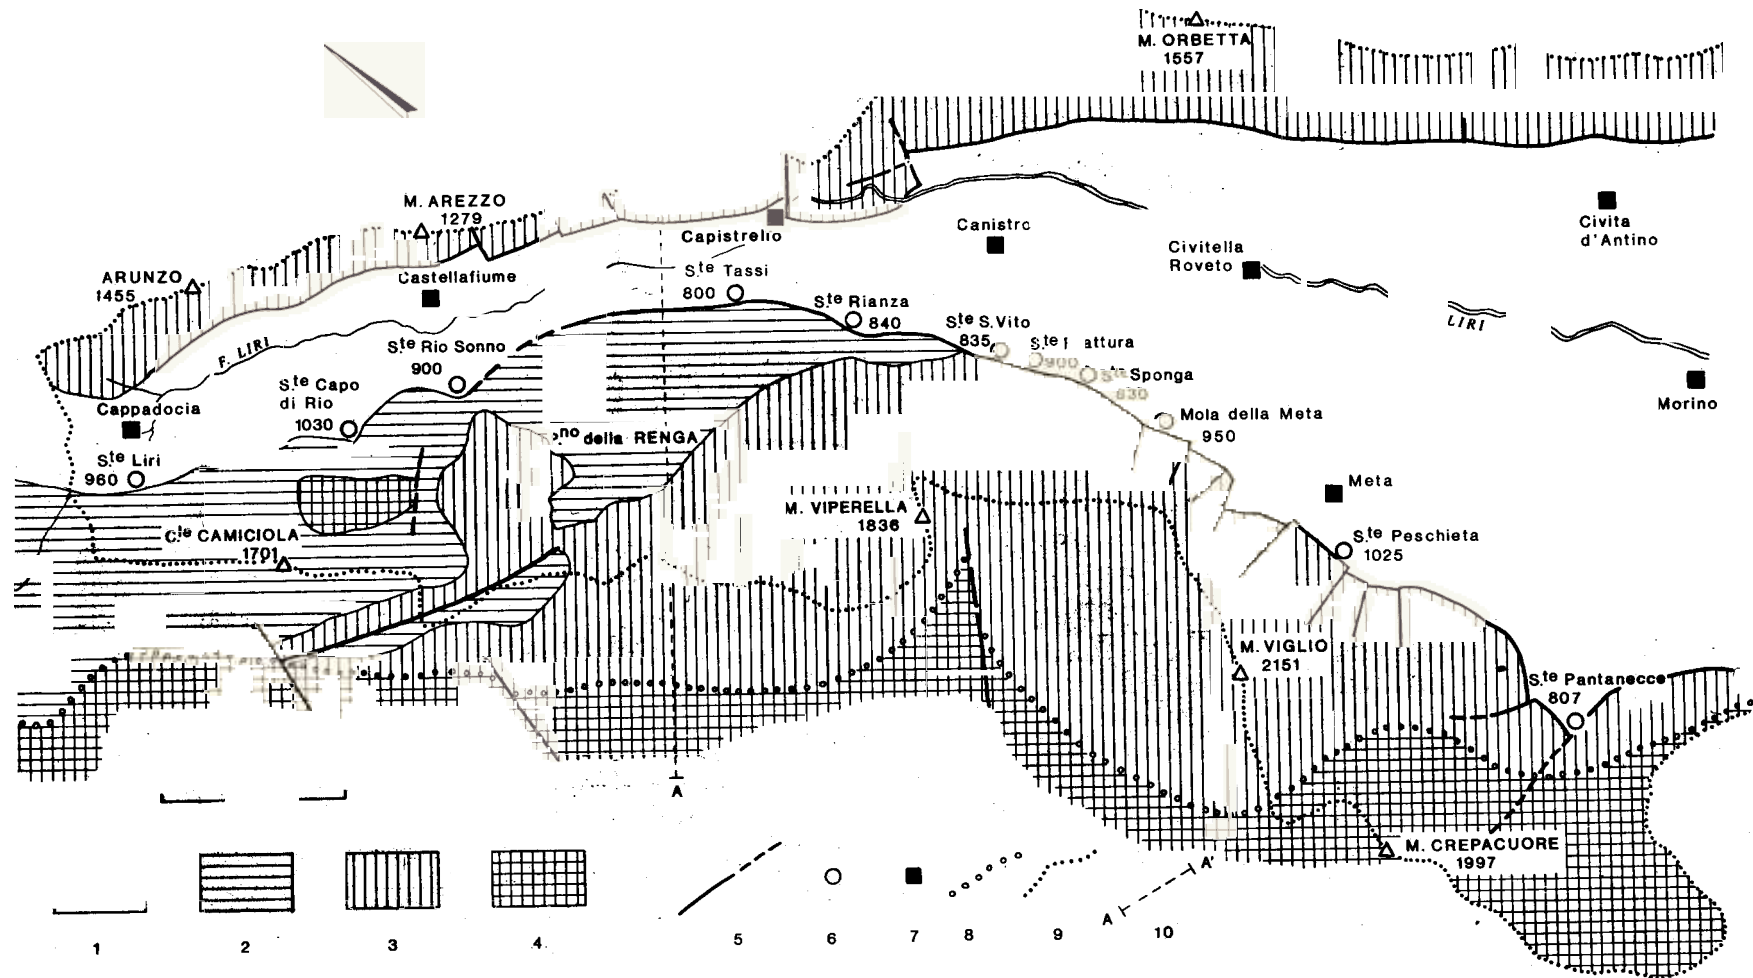 M. ORBETTA
1557
M. AREZZO
1279
Canistro
Civita
d'Antino
Capistrello
Civitella
Roveto
ARUNZO
1455
Castellafiume
S.te Tassi
800
S.te Rianza
840
S.te S.Vito
835
LIRI
F. LIRI
S.te Rio Sonno
900
900
S.te Sponga
830
S.te Capo
di Rio
1030
Cappadocia
Morino
Mola della Meta
950
della RENGA
S.te Liri
960
Meta
M. VIPERELLA
1836
C.le CAMICIOLA
1701
S.te Peschieta
1025
M. VIGLIO
2151
S.te Pantanecce
807
A
M. CREPACUORE
1997
A'
A
1 2 3 4 5 6 7 8 9 10